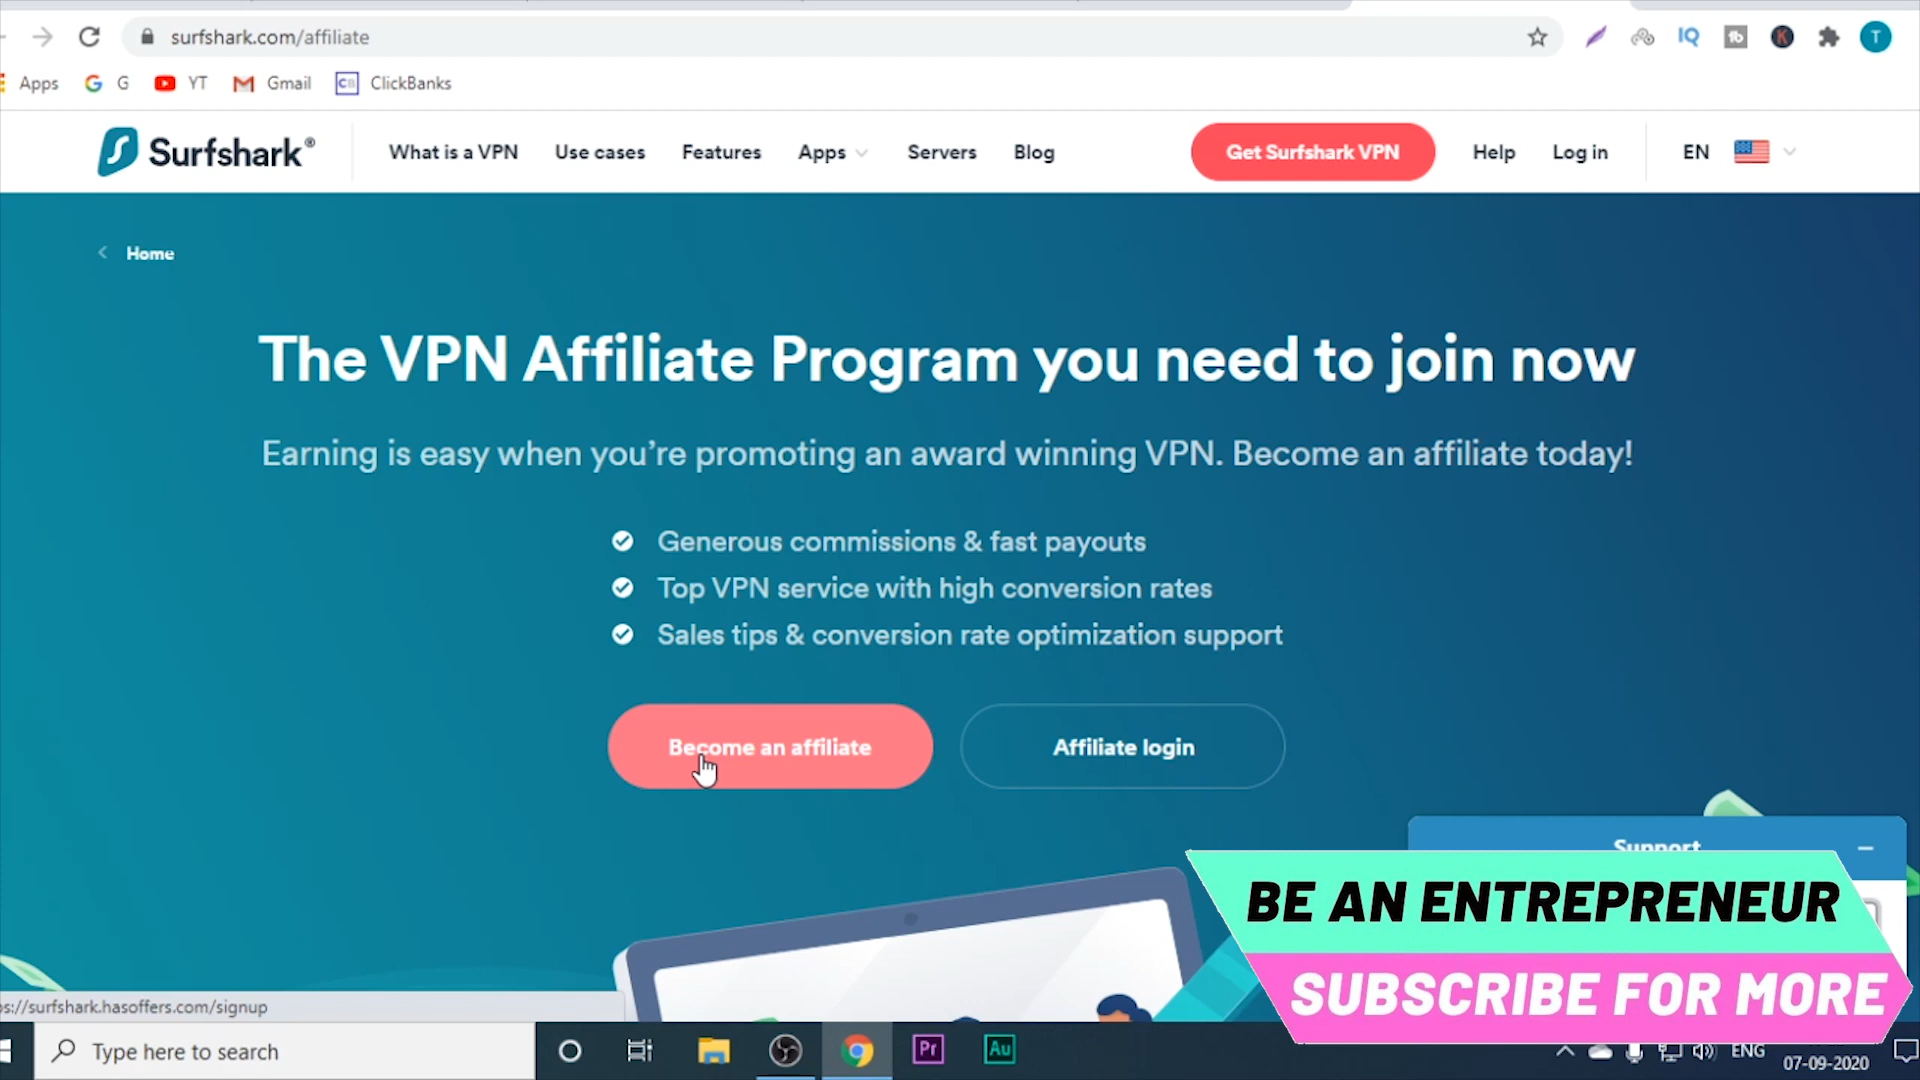 surfshark.com/affiliate
Apps G YT Gmail CB ClickBanks
Surfshark® What is a VPN Use cases Features Apps Servers Blog Get Surfshark VPN Help Log in EN
IQ tb K T
Home
The VPN Affiliate Program you need to join now
Earning is easy when you're promoting an award winning VPN. Become an affiliate today!
Generous commissions & fast payouts
Top VPN service with high conversion rates
Sales tips & conversion rate optimization support
Become an affiliate Affiliate login
Support
BE AN ENTREPRENEUR
SUBSCRIBE FOR MORE
ps://surfshark.hasoffers.com/signup
Type here to search
Pr Au ENG
07-09-2020